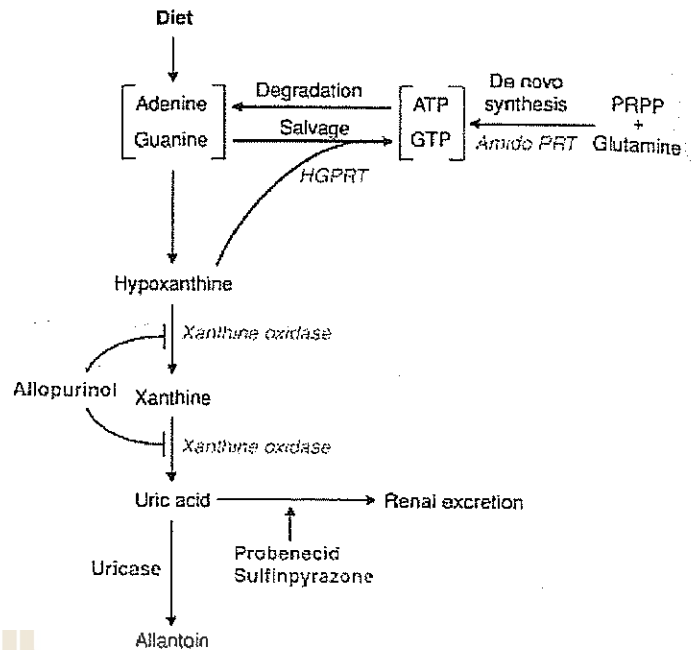 Diet
Degradation
De novo
synthesis
Adenine
Guanine
ATP
GTP
PRPP
+
Glutamine
Salvage
Amido PRT
HGPRT
Hypoxanthine
Xanthine oxidase
Allopurinol
Xanthine
Xanthine oxidase
Uric acid
Renal excretion
Probenecid
Sulfinpyrazone
Uricase
Allantoin